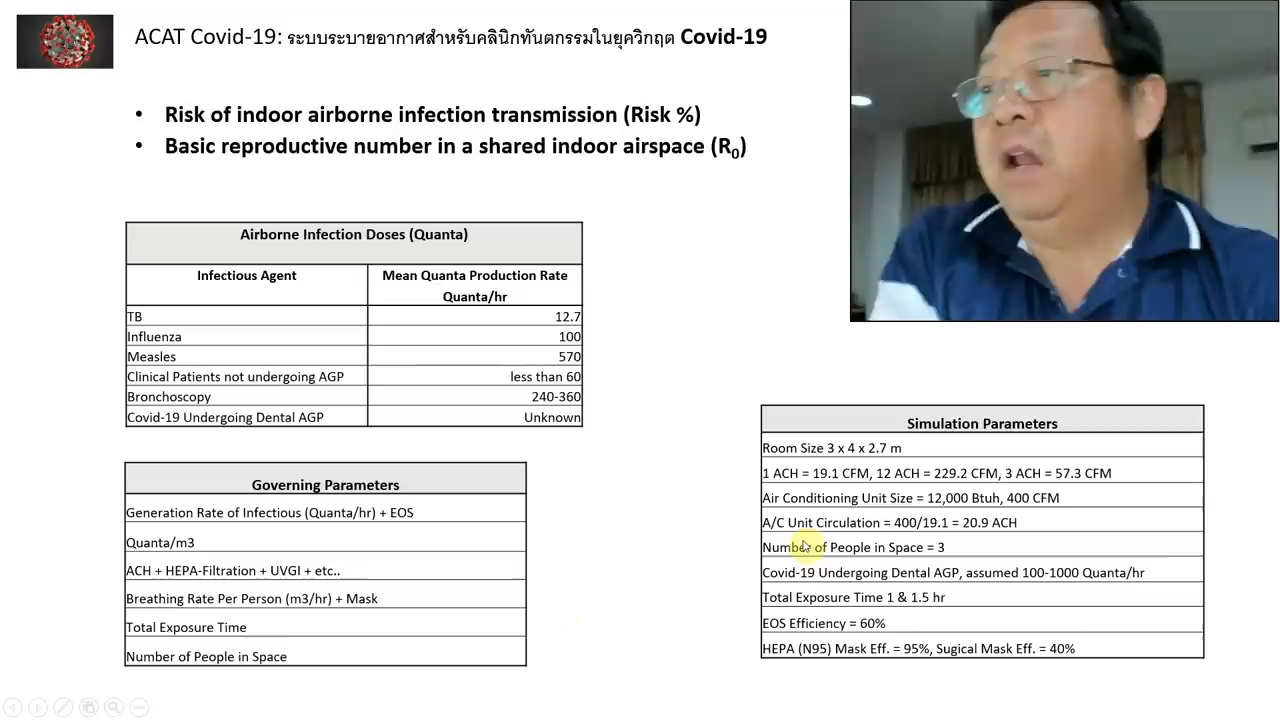 ACAT Covid-19: ระบบระบายอากาศสำหรับคลินิกทันตกรรมในยุควิกฤต Covid-19
• Risk of indoor airborne infection transmission (Risk %)
• Basic reproductive number in a shared indoor airspace (R0)
Airborne Infection Doses (Quanta)
Infectious Agent Mean Quanta Production Rate
Quanta/hr
TB 12.7
Influenza 100
Measles 570
Clinical Patients not undergoing AGP less than 60
Bronchoscopy 240-360
Covid-19 Undergoing Dental AGP Unknown
Governing Parameters
Generation Rate of Infectious (Quanta/hr) + EOS
Quanta/m3
ACH + HEPA-Filtration + UVGI + etc..
Breathing Rate Per Person (m3/hr) + Mask
Total Exposure Time
Number of People in Space
Simulation Parameters
Room Size 3 x 4 x 2.7 m
1 ACH = 19.1 CFM, 12 ACH = 229.2 CFM, 3 ACH = 57.3 CFM
Air Conditioning Unit Size = 12,000 Btuh, 400 CFM
A/C Unit Circulation = 400/19.1 = 20.9 ACH
Number of People in Space = 3
Covid-19 Undergoing Dental AGP, assumed 100-1000 Quanta/hr
Total Exposure Time 1 & 1.5 hr
EOS Efficiency = 60%
HEPA (N95) Mask Eff. = 95%, Sugical Mask Eff. = 40%